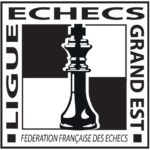 LIGUE
ECHECS
GRAND EST
FEDERATION FRANÇAISE DES ECHECS